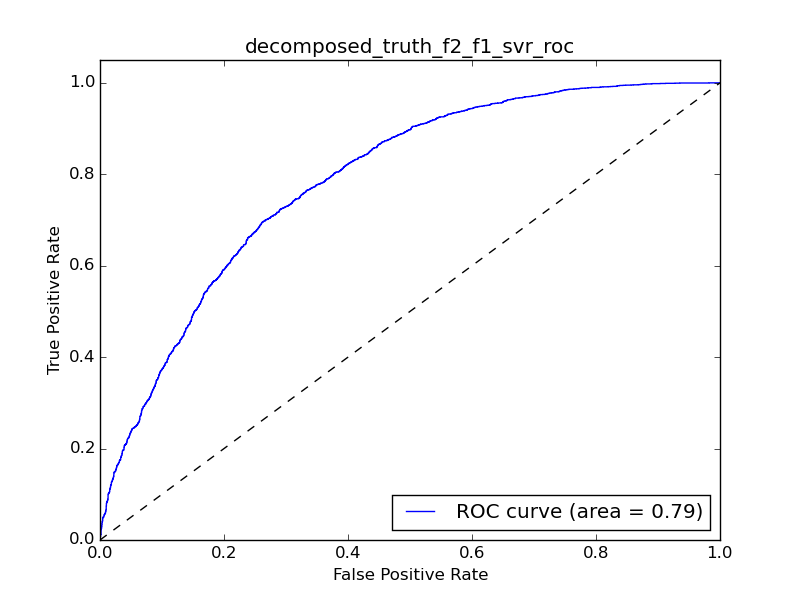 decomposed_truth_f2_f1_svr_roc
1.0
0.8
0.6
0.4
0.2
0.0
True Positive Rate
ROC curve (area = 0.79)
0.0 0.2 0.4 0.6 0.8 1.0
False Positive Rate